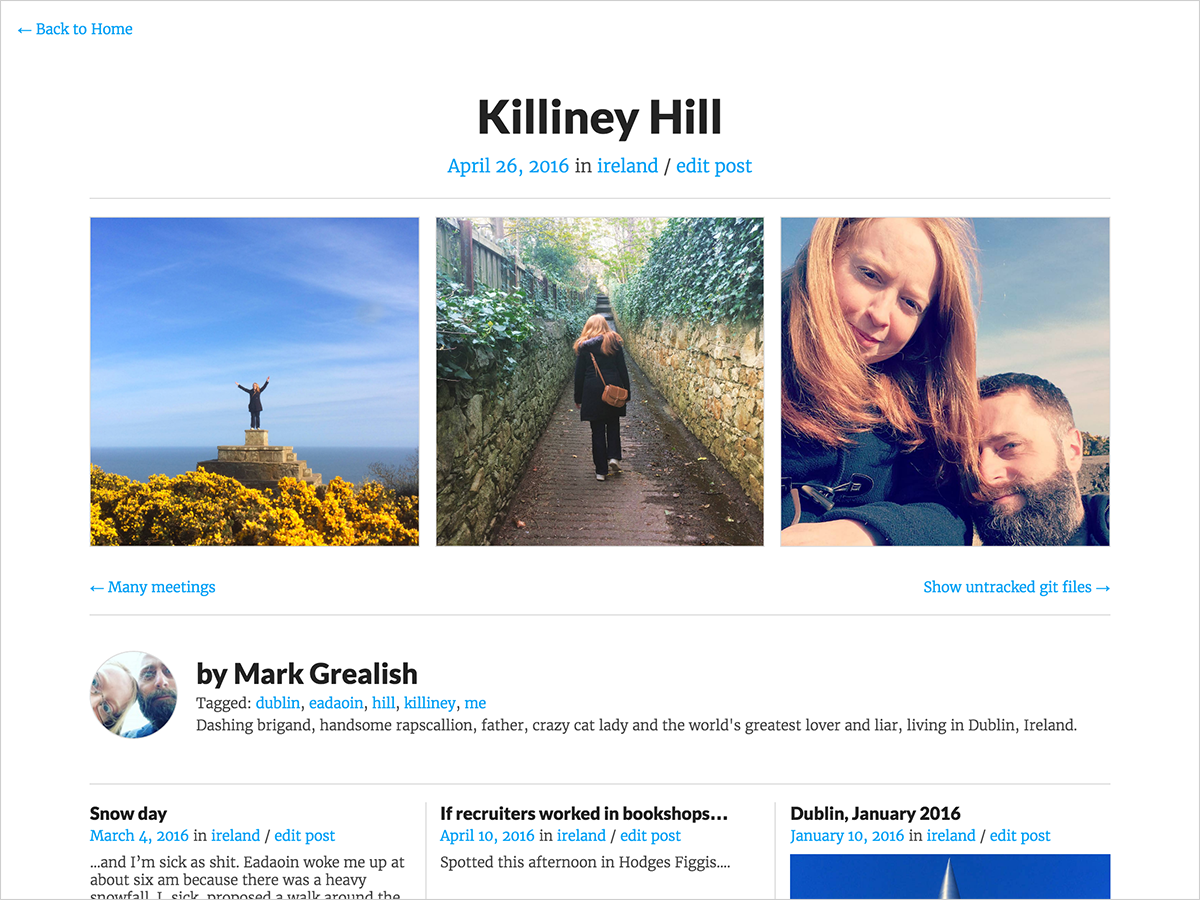 ← Back to Home
Killiney Hill
April 26, 2016 in ireland / edit post
← Many meetings
Show untracked git files →
by Mark Grealish
Tagged: dublin, eadaoin, hill, killiney, me
Dashing brigand, handsome rapscallion, father, crazy cat lady and the world's greatest lover and liar, living in Dublin, Ireland.
Snow day
March 4, 2016 in ireland / edit post
...and I’m sick as shit. Eadaoin woke me up at
about six am because there was a heavy
snowfall. I, sick, proposed a walk around the
If recruiters worked in bookshops…
April 10, 2016 in ireland / edit post
Spotted this afternoon in Hodges Figgis....
Dublin, January 2016
January 10, 2016 in ireland / edit post